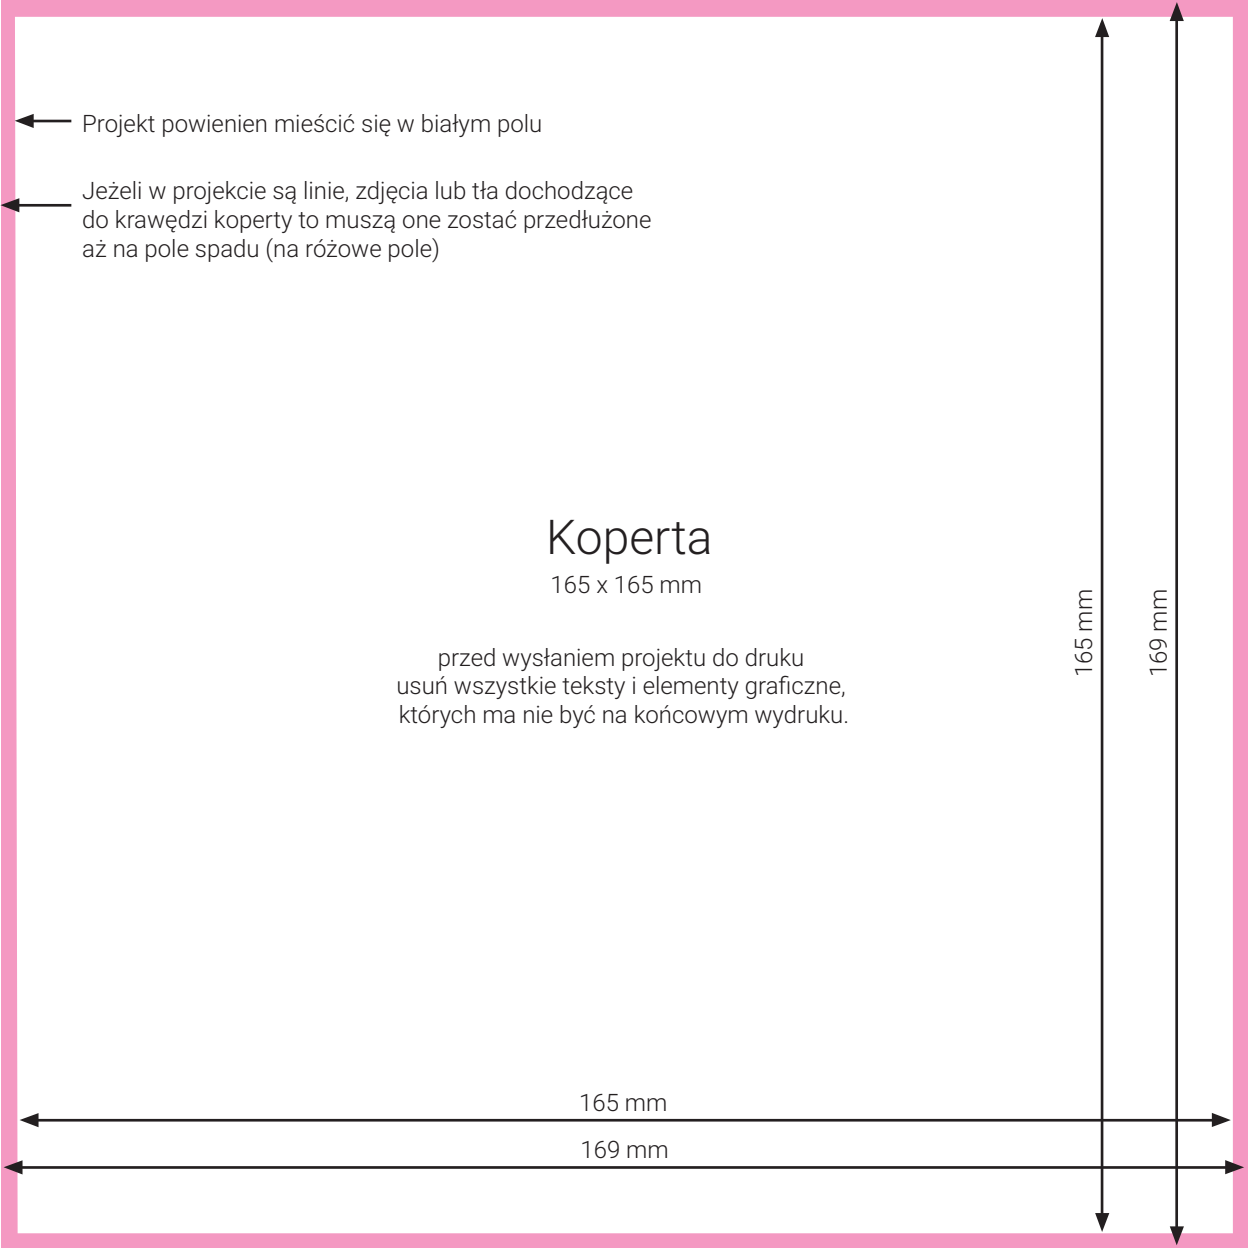 Projekt powienien mieścić się w białym polu
Jeżeli w projekcie są linie, zdjęcia lub tła dochodzące
do krawędzi koperty to muszą one zostać przedłużone
aż na pole spadu (na różowe pole)
Koperta
165 x 165 mm
przed wysłaniem projektu do druku
usuń wszystkie teksty i elementy graficzne,
których ma nie być na końcowym wydruku.
165 mm
169 mm
165 mm
169 mm